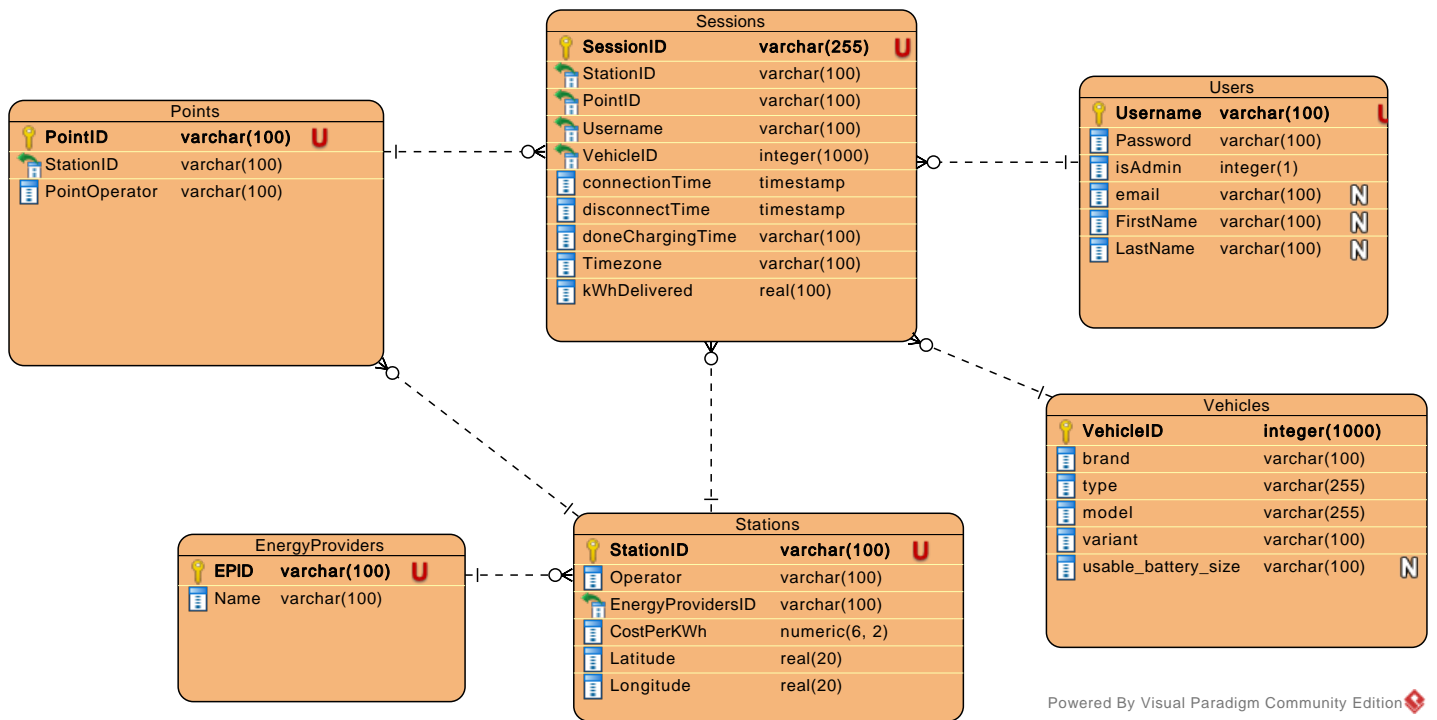 Sessions
SessionID varchar(255) U
StationID varchar(100)
PointID varchar(100)
Username varchar(100)
VehicleID integer(1000)
connectionTime timestamp
disconnectTime timestamp
doneChargingTime varchar(100)
Timezone varchar(100)
kWhDelivered real(100)
Points
PointID varchar(100) U
StationID varchar(100)
PointOperator varchar(100)
Users
Username varchar(100) U
Password varchar(100)
isAdmin integer(1)
email varchar(100) N
FirstName varchar(100) N
LastName varchar(100) N
Vehicles
VehicleID integer(1000)
brand varchar(100)
type varchar(255)
model varchar(255)
variant varchar(100)
usable_battery_size varchar(100) N
EnergyProviders
EPID varchar(100) U
Name varchar(100)
Stations
StationID varchar(100) U
Operator varchar(100)
EnergyProvidersID varchar(100)
CostPerKWh numeric(6, 2)
Latitude real(20)
Longitude real(20)
Powered By Visual Paradigm Community Edition